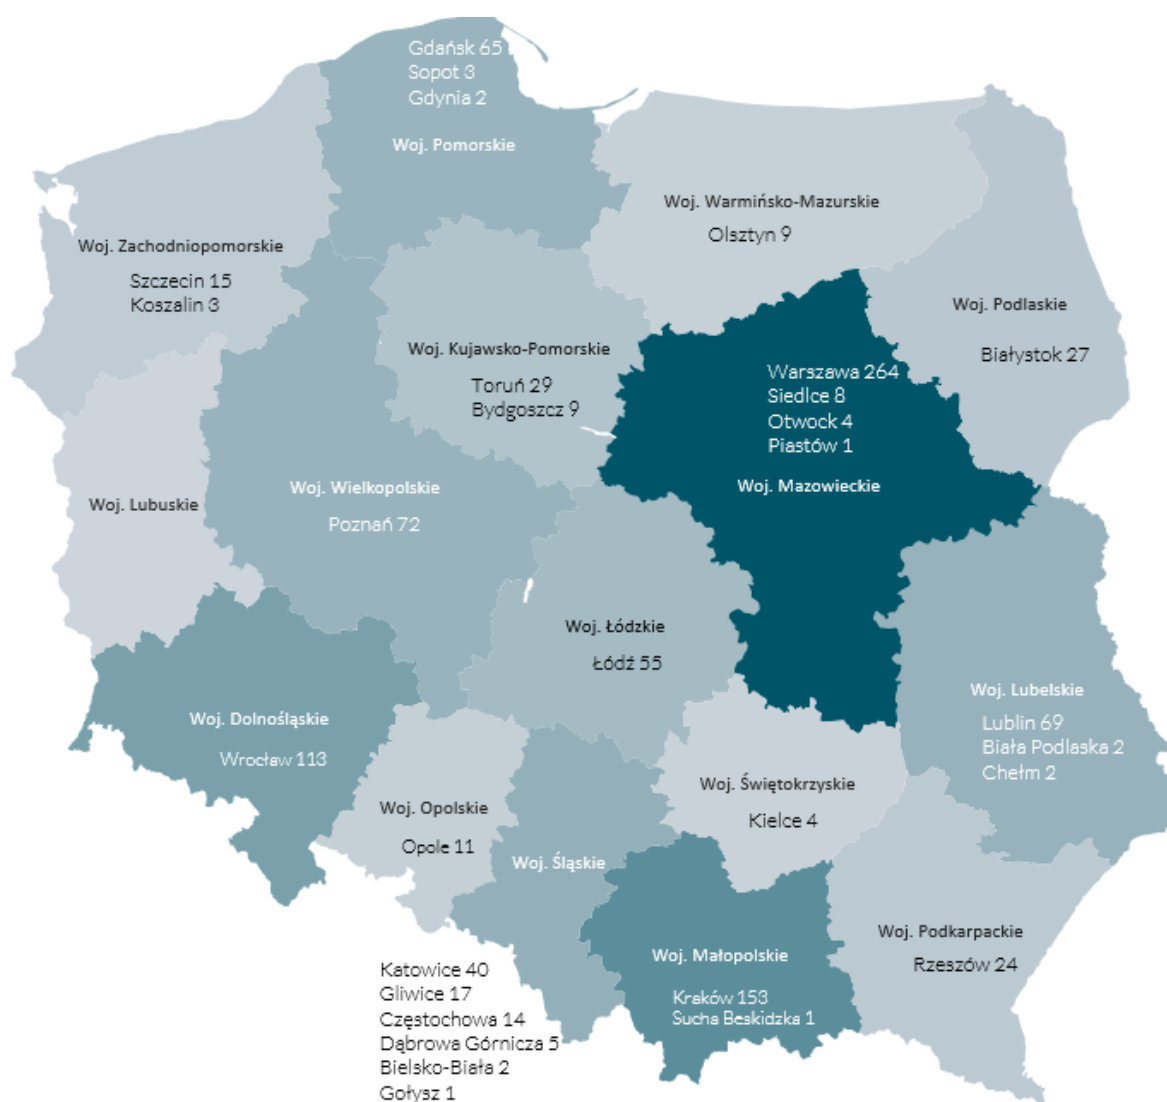 Gdańsk 65
Sopot 3
Gdynia 2
Woj. Pomorskie
Woj. Warmińsko-Mazurskie
Olsztyn 9
Woj. Zachodniopomorskie
Szczecin 15
Koszalin 3
Woj. Podlaskie
Białystok 27
Woj. Kujawsko-Pomorskie
Toruń 29
Bydgoszcz 9
Warszawa 264
Siedlce 8
Otwock 4
Piastów 1
Woj. Mazowieckie
Woj. Lubuskie
Woj. Wielkopolskie
Poznań 72
Woj. Łódzkie
Łódź 55
Woj. Lubelskie
Lublin 69
Biała Podlaska 2
Chełm 2
Woj. Dolnośląskie
Wrocław 113
Woj. Opolskie
Opole 11
Woj. Śląskie
Katowice 40
Gliwice 17
Częstochowa 14
Dąbrowa Górnicza 5
Bielsko-Biała 2
Gołysz 1
Woj. Świętokrzyskie
Kielce 4
Woj. Małopolskie
Kraków 153
Sucha Beskidzka 1
Woj. Podkarpackie
Rzeszów 24